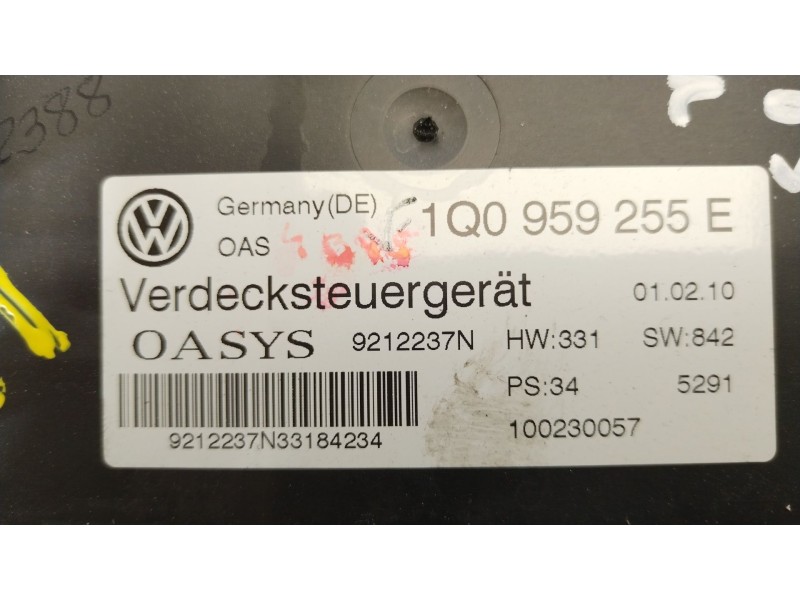 2388
Germany(DE) 1Q0 959 255 E
OAS
Verdecksteuergerät 01.02.10
OASYS 9212237N HW:331 SW:842
PS:34 5291
9212237N33184234 100230057